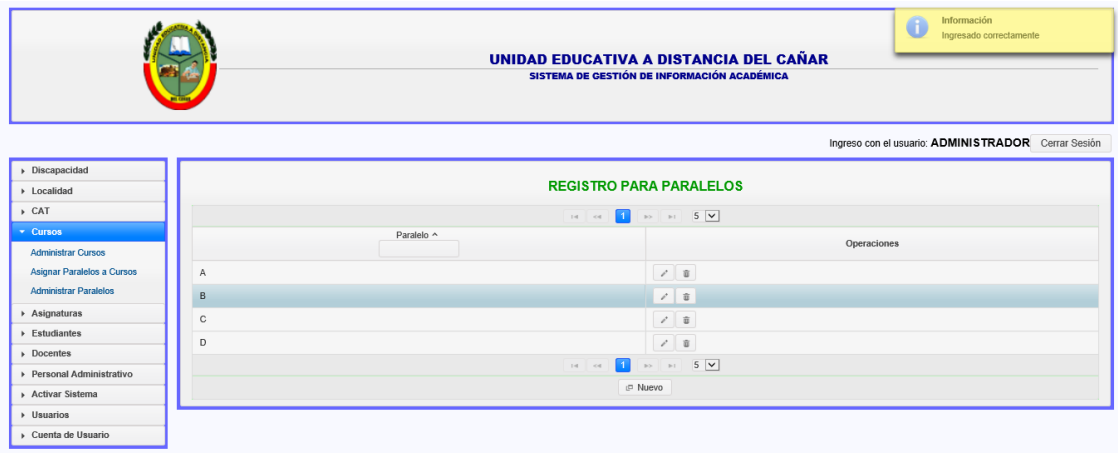 Información
Ingresado correctamente
UNIDAD EDUCATIVA A DISTANCIA DEL CAÑAR
SISTEMA DE GESTIÓN DE INFORMACIÓN ACADÉMICA
Ingreso con el usuario: ADMINISTRADOR Cerrar Sesión
Discapacidad
Localidad
CAT
Cursos
Administrar Cursos
Asignar Paralelos a Cursos
Administrar Paralelos
Asignaturas
Estudiantes
Docentes
Personal Administrativo
Activar Sistema
Usuarios
Cuenta de Usuario
REGISTRO PARA PARALELOS
1 5
Paralelo Operaciones
A
B
C
D
1 5
Nuevo